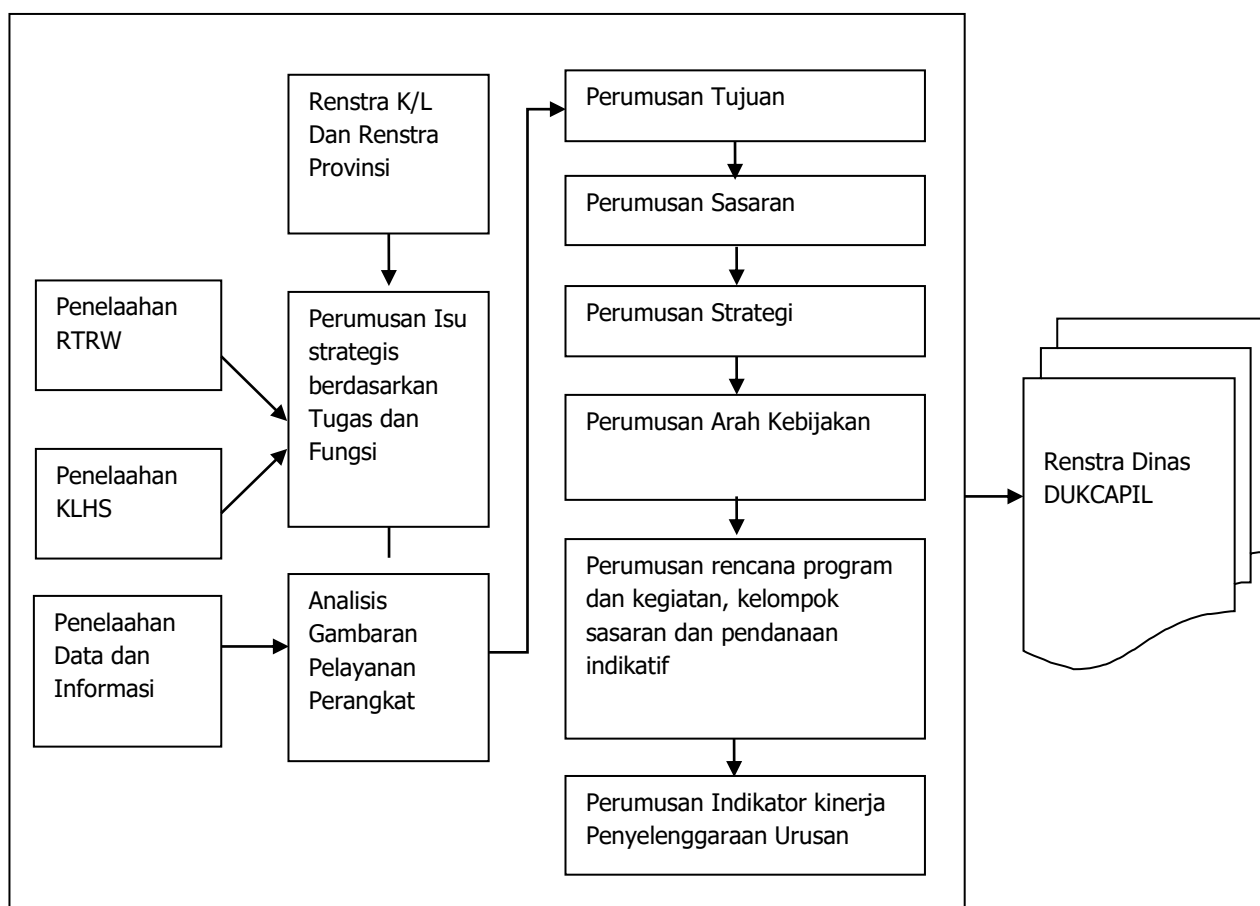 Renstra K/L
Dan Renstra
Provinsi
Penelaahan
RTRW
Perumusan Isu
strategis
berdasarkan
Tugas dan
Fungsi
Penelaahan
KLHS
Penelaahan
Data dan
Informasi
Analisis
Gambaran
Pelayanan
Perangkat
Perumusan Tujuan
Perumusan Sasaran
Perumusan Strategi
Perumusan Arah Kebijakan
Perumusan rencana program
dan kegiatan, kelompok
sasaran dan pendanaan
indikatif
Perumusan Indikator kinerja
Penyelenggaraan Urusan
Renstra Dinas
DUKCAPIL